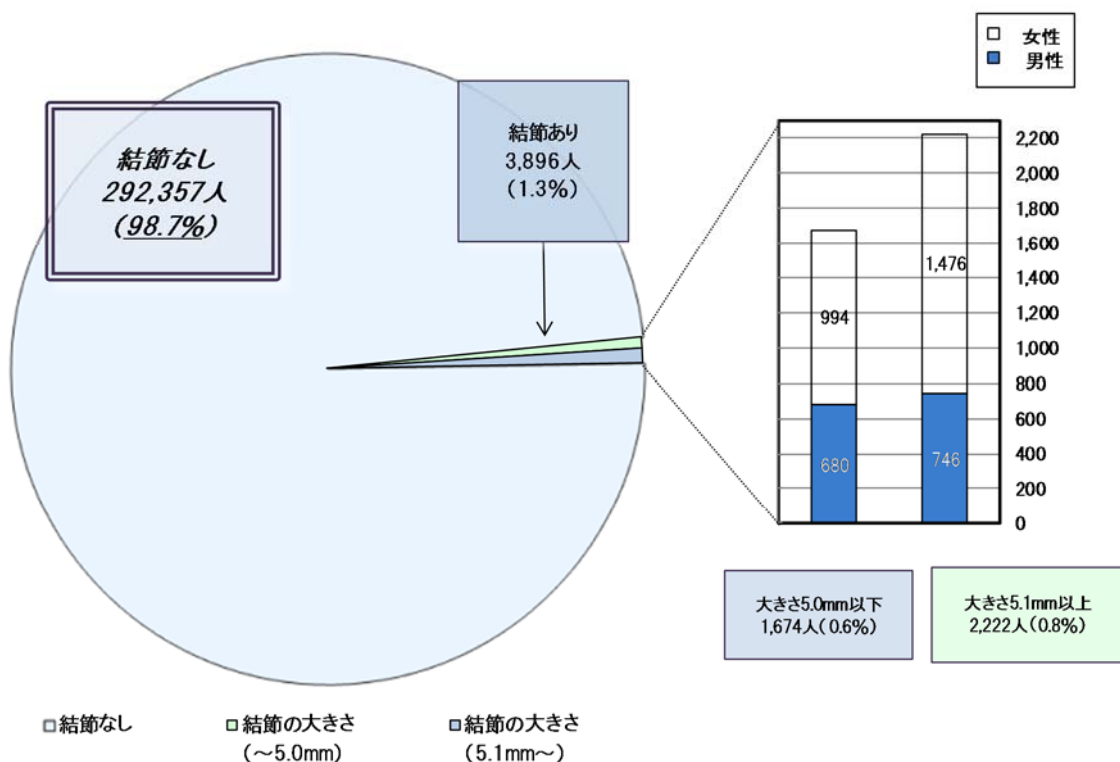 女性
男性
結節なし
292,357人
(98.7%)
結節あり
3,896人
(1.3%)
2,200
2,000
1,800
1,600
1,400
1,200
1,000
800
600
400
200
0
994
1,476
680
746
大きさ5.0mm以下
1,674人(0.6%)
大きさ5.1mm以上
2,222人(0.8%)
結節なし
結節の大きさ
(～5.0mm)
結節の大きさ
(5.1mm～)